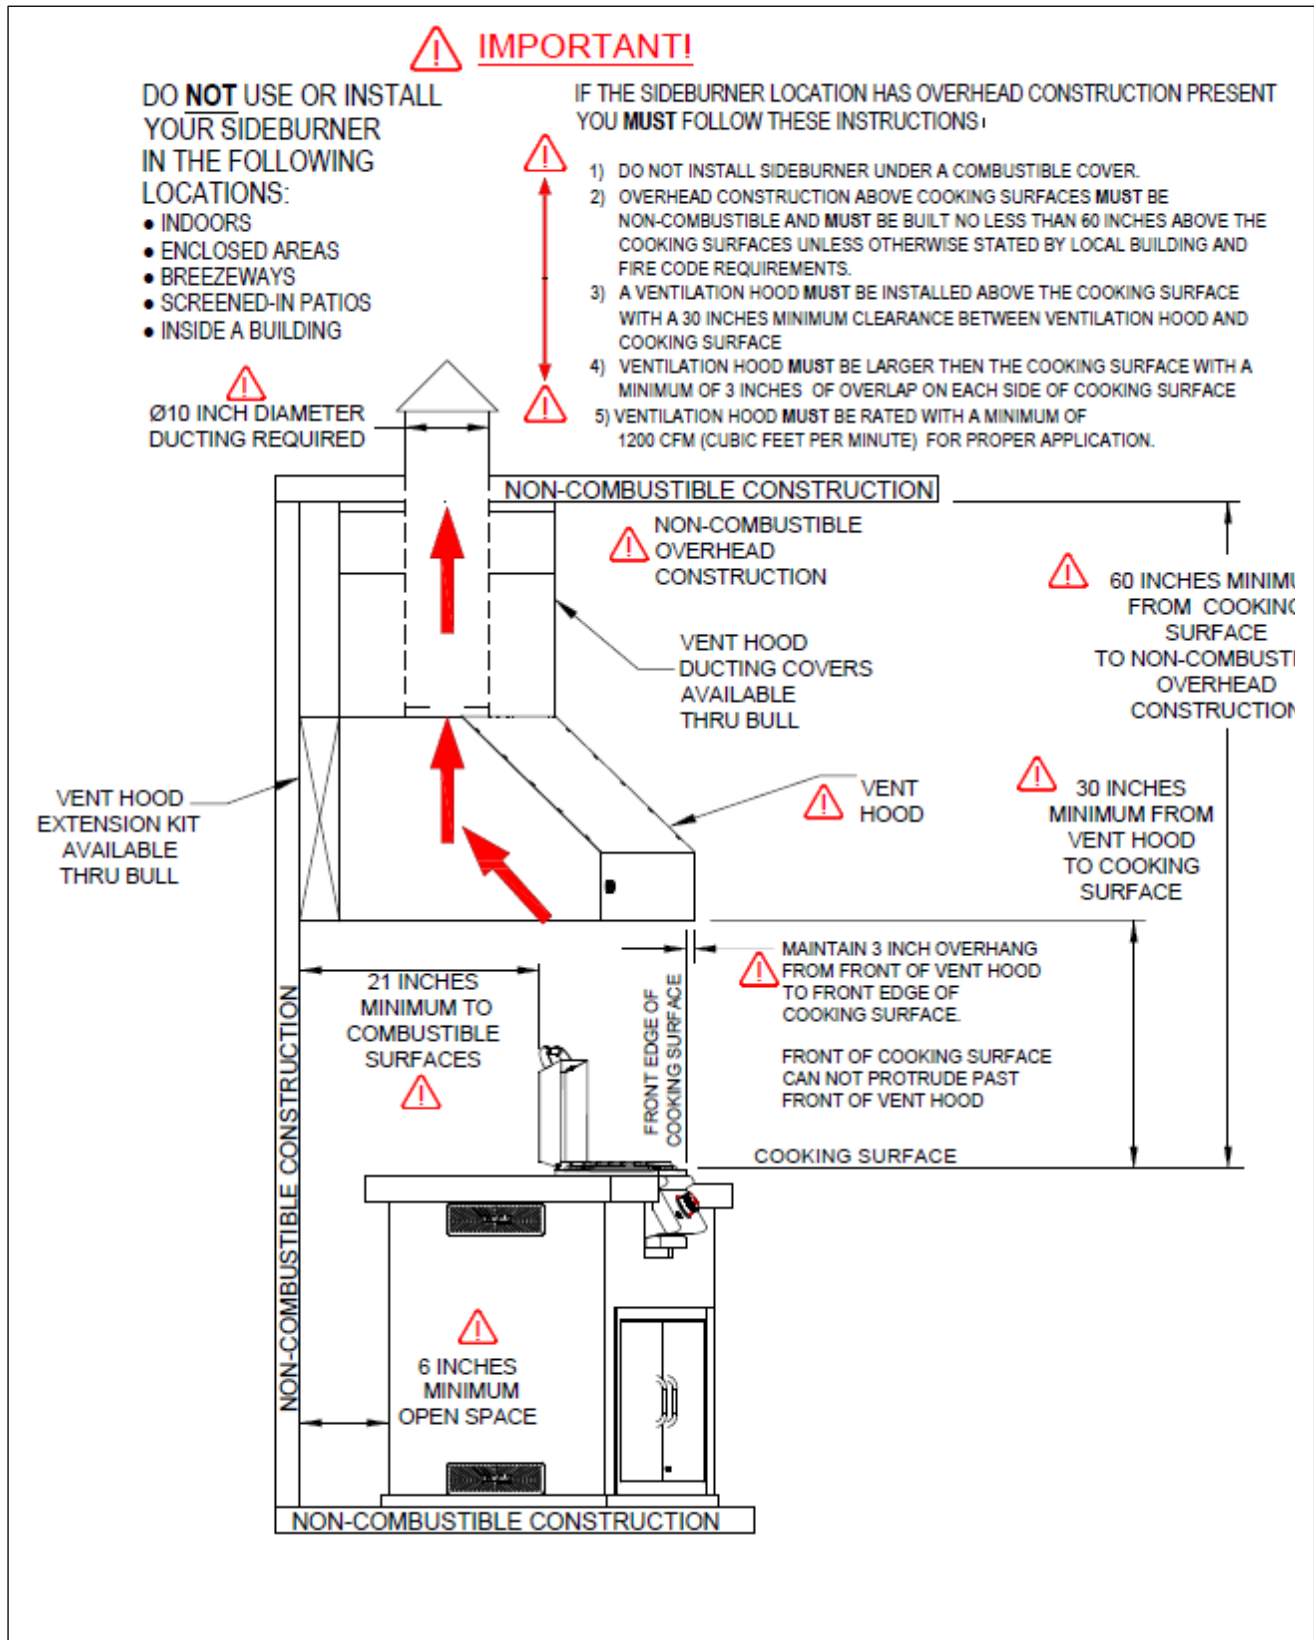 IMPORTANT!
DO NOT USE OR INSTALL
YOUR SIDEBURNER
IN THE FOLLOWING
LOCATIONS:
● INDOORS
● ENCLOSED AREAS
● BREEZEWAYS
● SCREENED-IN PATIOS
● INSIDE A BUILDING
IF THE SIDEBURNER LOCATION HAS OVERHEAD CONSTRUCTION PRESENT
YOU MUST FOLLOW THESE INSTRUCTIONS
1) DO NOT INSTALL SIDEBURNER UNDER A COMBUSTIBLE COVER.
2) OVERHEAD CONSTRUCTION ABOVE COOKING SURFACES MUST BE
NON-COMBUSTIBLE AND MUST BE BUILT NO LESS THAN 60 INCHES ABOVE THE
COOKING SURFACES UNLESS OTHERWISE STATED BY LOCAL BUILDING AND
FIRE CODE REQUIREMENTS.
3) A VENTILATION HOOD MUST BE INSTALLED ABOVE THE COOKING SURFACE
WITH A 30 INCHES MINIMUM CLEARANCE BETWEEN VENTILATION HOOD AND
COOKING SURFACE
4) VENTILATION HOOD MUST BE LARGER THEN THE COOKING SURFACE WITH A
MINIMUM OF 3 INCHES OF OVERLAP ON EACH SIDE OF COOKING SURFACE
5) VENTILATION HOOD MUST BE RATED WITH A MINIMUM OF
1200 CFM (CUBIC FEET PER MINUTE) FOR PROPER APPLICATION.
Ø10 INCH DIAMETER
DUCTING REQUIRED
NON-COMBUSTIBLE CONSTRUCTION
NON-COMBUSTIBLE
OVERHEAD
CONSTRUCTION
60 INCHES MINIMU
FROM COOKING
SURFACE
TO NON-COMBUSTI
OVERHEAD
CONSTRUCTION
VENT HOOD
DUCTING COVERS
AVAILABLE
THRU BULL
VENT HOOD
EXTENSION KIT
AVAILABLE
THRU BULL
VENT
HOOD
30 INCHES
MINIMUM FROM
VENT HOOD
TO COOKING
SURFACE
21 INCHES
MINIMUM TO
COMBUSTIBLE
SURFACES
FRONT EDGE OF
COOKING SURFACE
MAINTAIN 3 INCH OVERHANG
FROM FRONT OF VENT HOOD
TO FRONT EDGE OF
COOKING SURFACE.
FRONT OF COOKING SURFACE
CAN NOT PROTRUDE PAST
FRONT OF VENT HOOD
COOKING SURFACE
NON-COMBUSTIBLE CONSTRUCTION
6 INCHES
MINIMUM
OPEN SPACE
NON-COMBUSTIBLE CONSTRUCTION